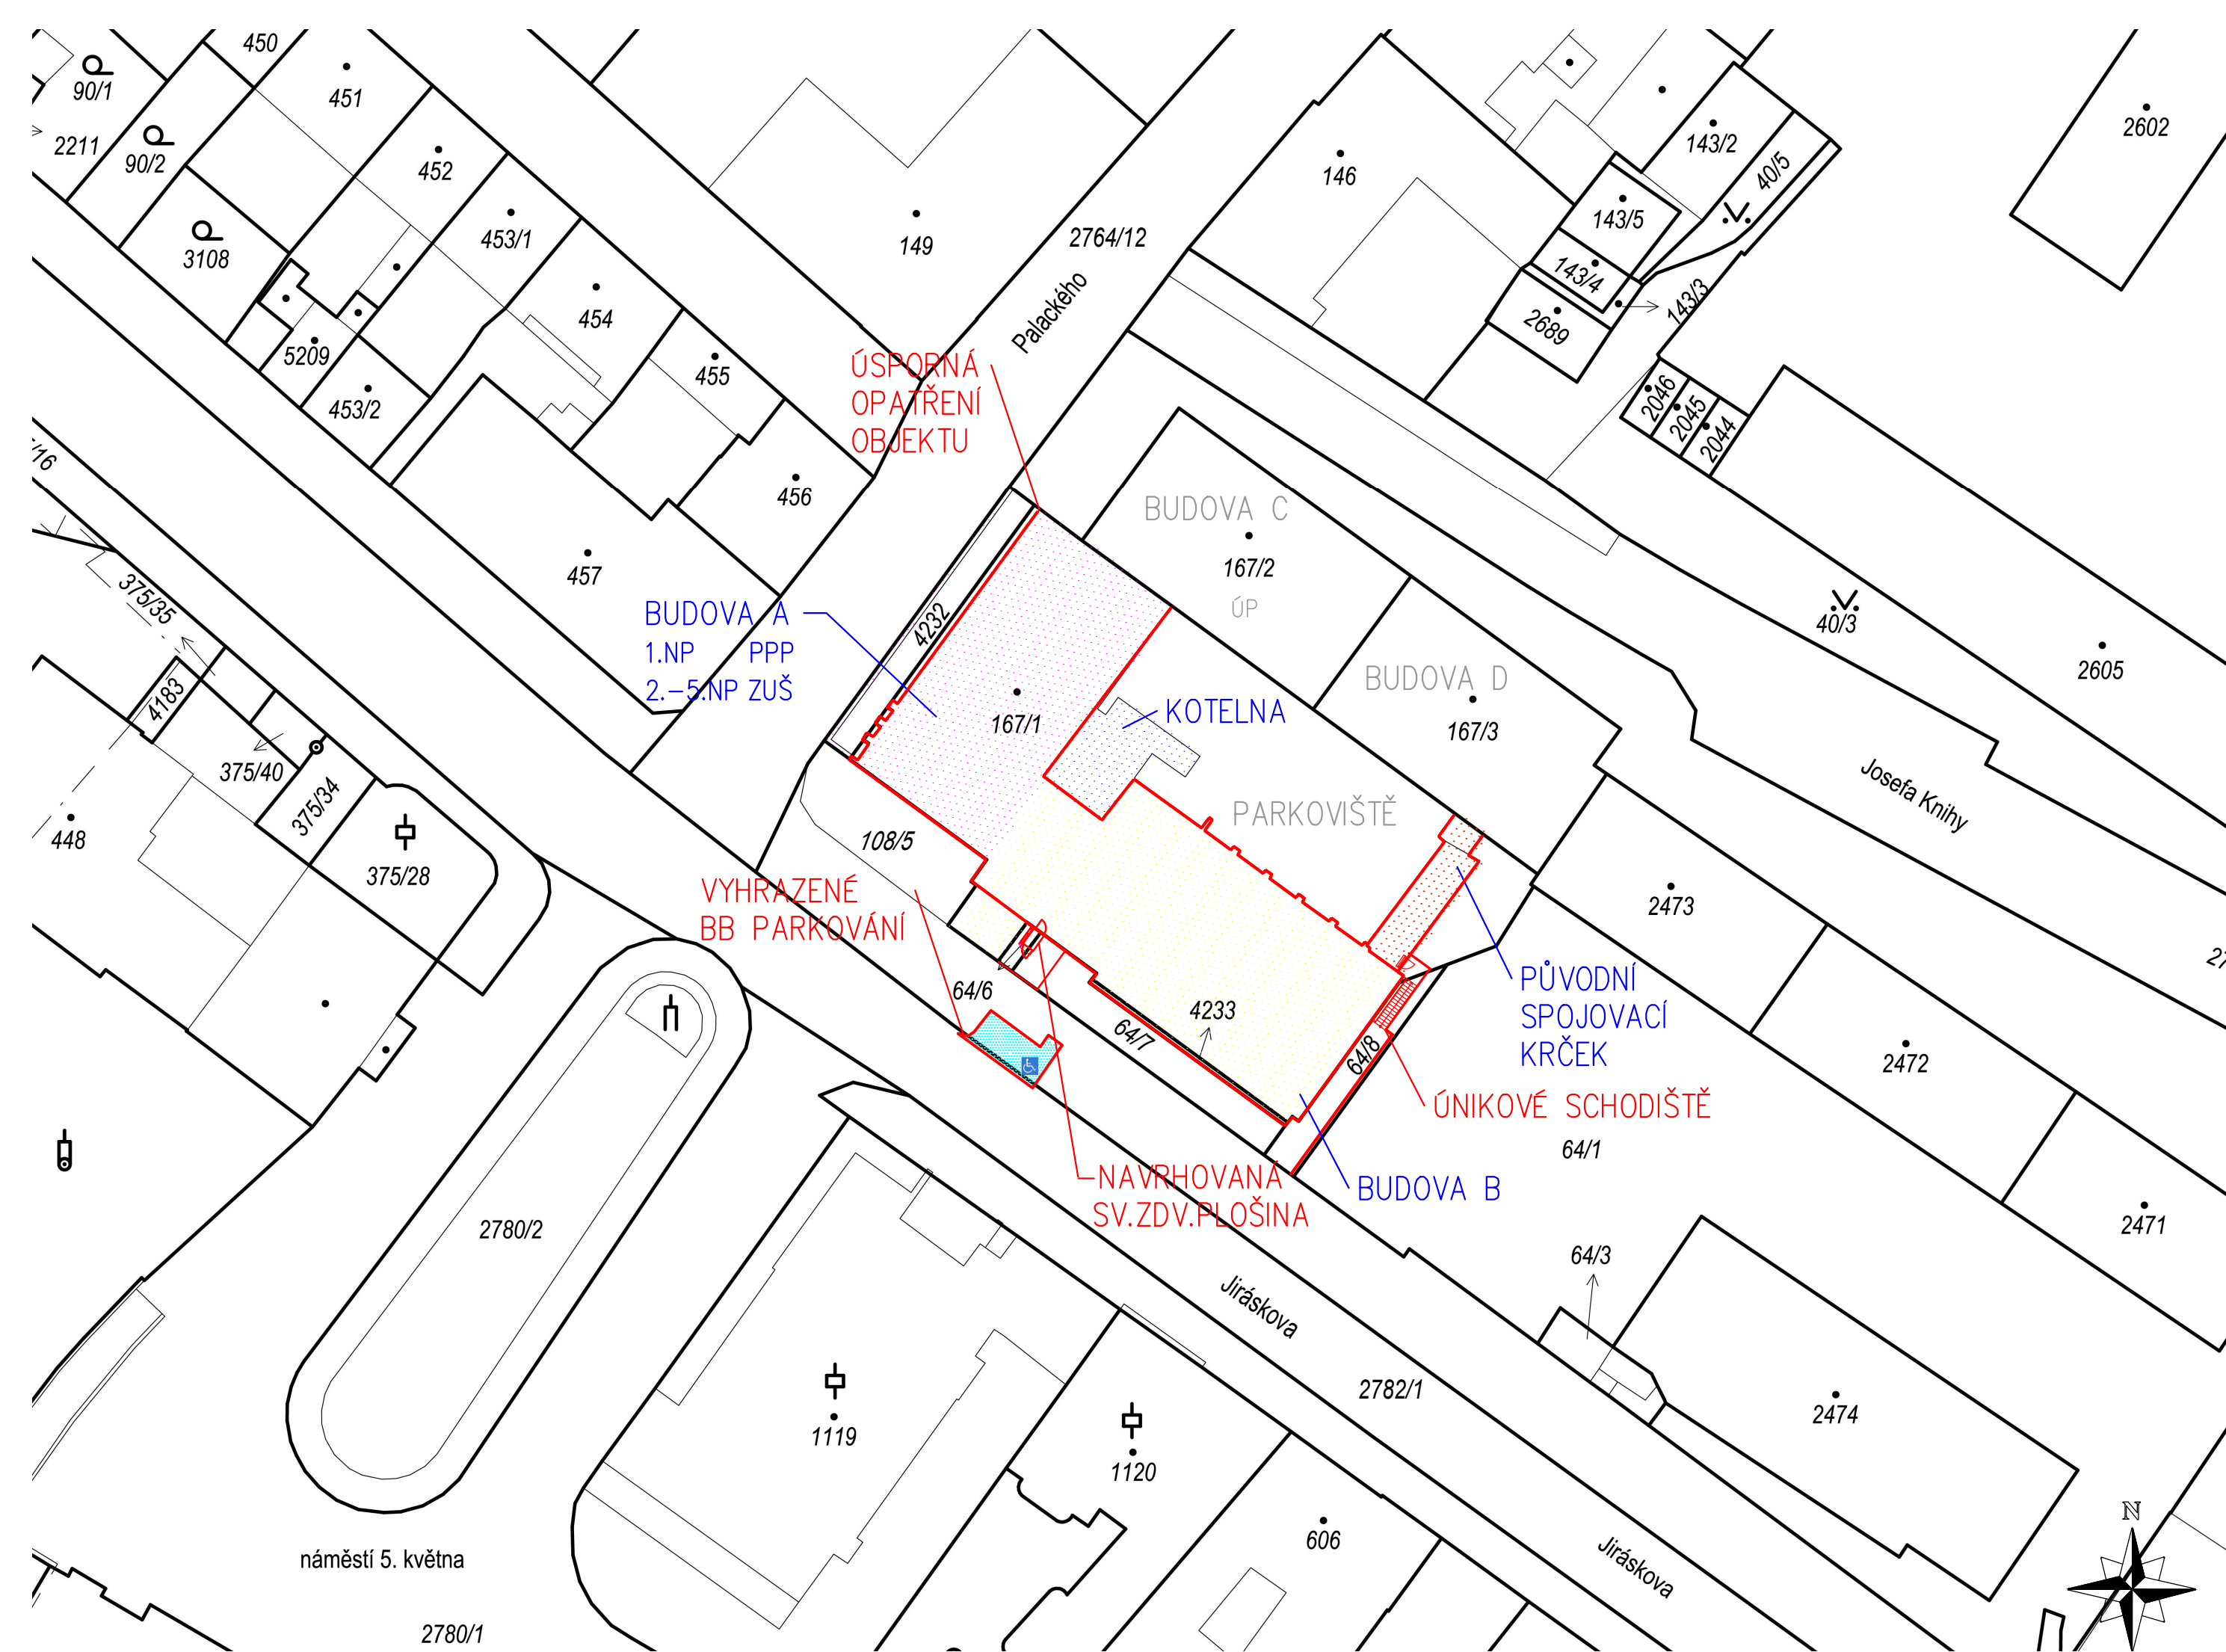 450
90/1
451
2211
90/2
452
3108
453/1
149
2764/12
146
143/2
40/5
2602
143/5
143/4
143/3
2689
454
5209
453/2
455
Palackého
ÚSPORNÁ
OPATŘENÍ
OBJEKTU
2046
2045
2044
456
457
BUDOVA C
167/2
ÚP
40/3
2605
375/35
4232
BUDOVA A
1.NP PPP
2.-5.NP ZUŠ
167/1
KOTELNA
BUDOVA D
167/3
4183
375/40
375/34
448
375/28
108/5
PARKOVIŠTĚ
Josefa Knihy
VYHRAZENÉ
BB PARKOVÁNÍ
2473
PŮVODNÍ
SPOJOVACÍ
KRČEK
64/6
64/7
4233
64/8
2472
ÚNIKOVÉ SCHODIŠTĚ
64/1
NAVRHOVANÁ
SV.ZDV.PLOŠINA
BUDOVA B
2471
2780/2
64/3
Jiráskova
2782/1
2474
1119
1120
606
Jiráskova
N
náměstí 5. května
2780/1